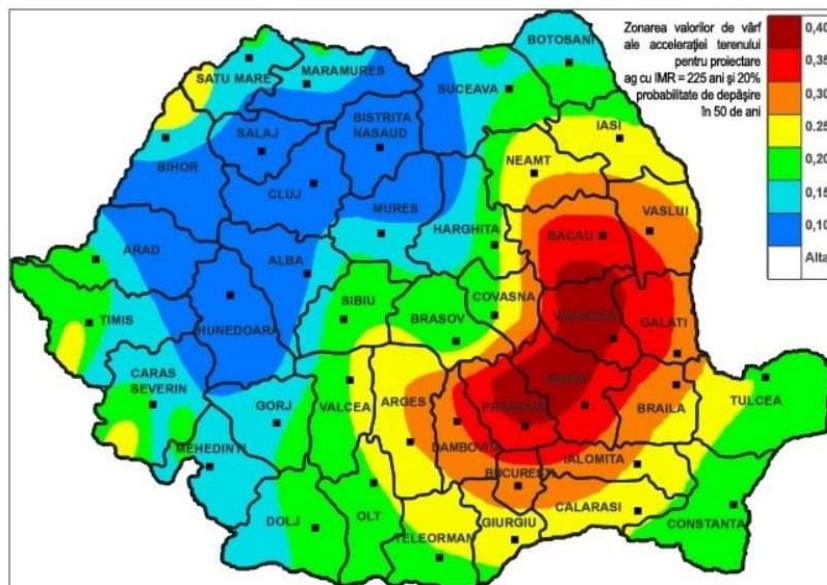 Zonarea valorilor de vârf
ale accelerației terenului
pentru proiectare
ag cu IMR = 225 ani și 20%
probabilitate de depășire
în 50 de ani
0,40
0,35
0,30
0.25
0,20
0,15
0,10
Alta
BOTOSANI
SATU MARE
MARAMURES
SUCEAVA
BISTRITA
NASAUD
IASI
SALAJ
NEAMT
BIHOR
CLUJ
MURES
VASLUI
HARGHITA
BACAU
ARAD
ALBA
SIBIU
COVASNA
BRASOV
VRANCEA
GALATI
TIMIS
HUNEDOARA
CARAS
SEVERIN
GORJ
VALCEA
ARGES
PRAHOVA
BUZAU
BRAILA
TULCEA
DAMBOVITA
MEHEDINTI
IALOMITA
BUCURESTI
CALARASI
DOLJ
OLT
GIURGIU
CONSTANTA
TELEORMAN